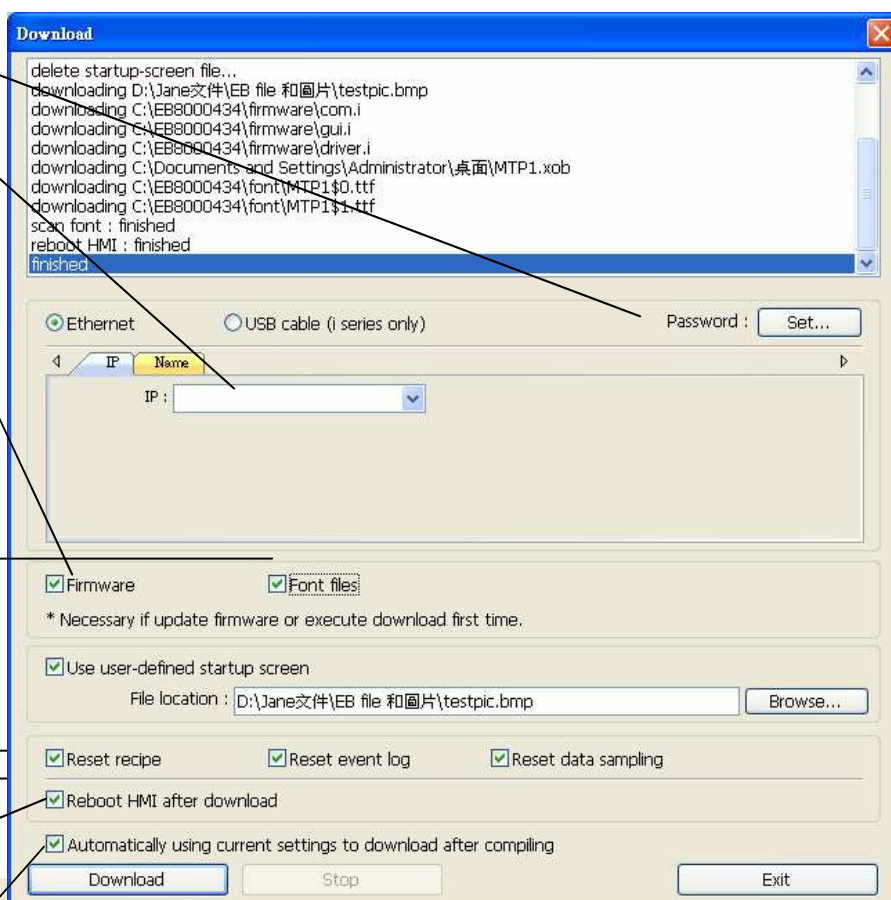 Download
delete startup-screen file...
downloading D:\Jane文件\EB file 和圖片\testpic.bmp
downloading C:\EB8000434\firmware\com.i
downloading C:\EB8000434\firmware\gui.i
downloading C:\EB8000434\firmware\driver.i
downloading C:\Documents and Settings\Administrator\桌面\MTP1.xob
downloading C:\EB8000434\font\MTP1$0.ttf
downloading C:\EB8000434\font\MTP1$1.ttf
scan font : finished
reboot HMI : finished
finished
Ethernet USB cable (i series only) Password : Set...
IP Name
IP :
Firmware Font files
* Necessary if update firmware or execute download first time.
Use user-defined startup screen
File location : D:\Jane文件\EB file 和圖片\testpic.bmp Browse...
Reset recipe Reset event log Reset data sampling
Reboot HMI after download
Automatically using current settings to download after compiling
Download Stop Exit